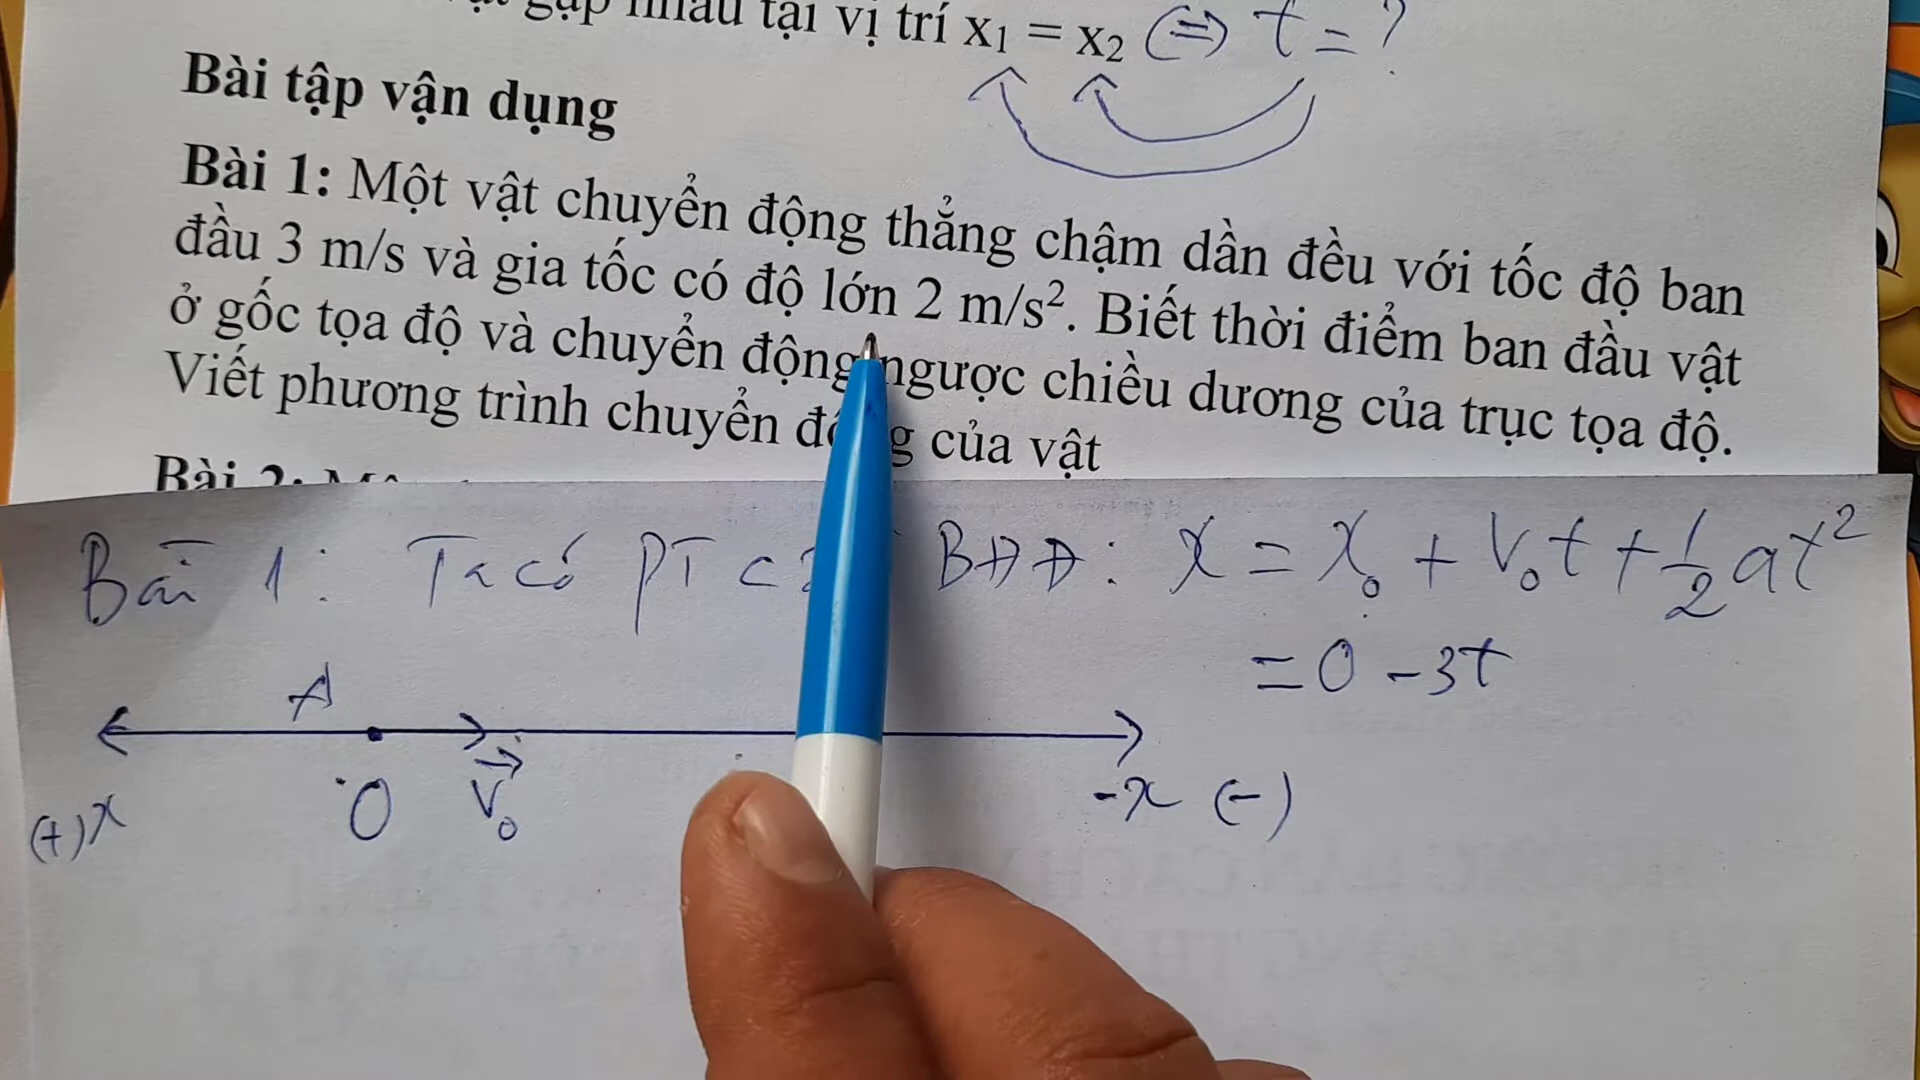 gặp nhau tại vị trí x₁ = x₂ ⇔ t = ?
Bài tập vận dụng
Bài 1: Một vật chuyển động thẳng chậm dần đều với tốc độ ban
đầu 3 m/s và gia tốc có độ lớn 2 m/s². Biết thời điểm ban đầu vật
ở gốc tọa độ và chuyển động ngược chiều dương của trục tọa độ.
Viết phương trình chuyển động của vật
Bài 2:
Bài 1: Ta có PT BĐĐ: x = x₀ + v₀t + ½at²
= 0 - 3t
A
(+)x O v₀ -x (-)